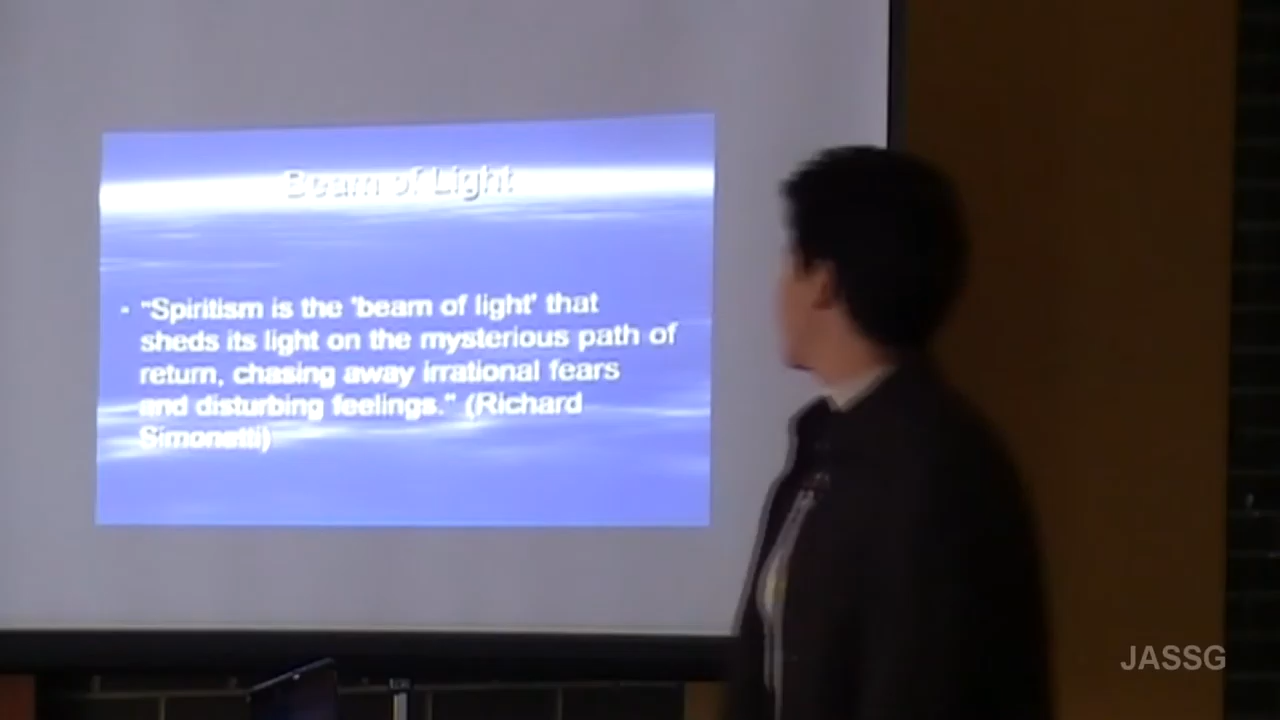 Beam of Light
· "Spiritism is the 'beam of light' that
sheds its light on the mysterious path of
return, chasing away irrational fears
and disturbing feelings." (Richard
Simonetti)
JASSG